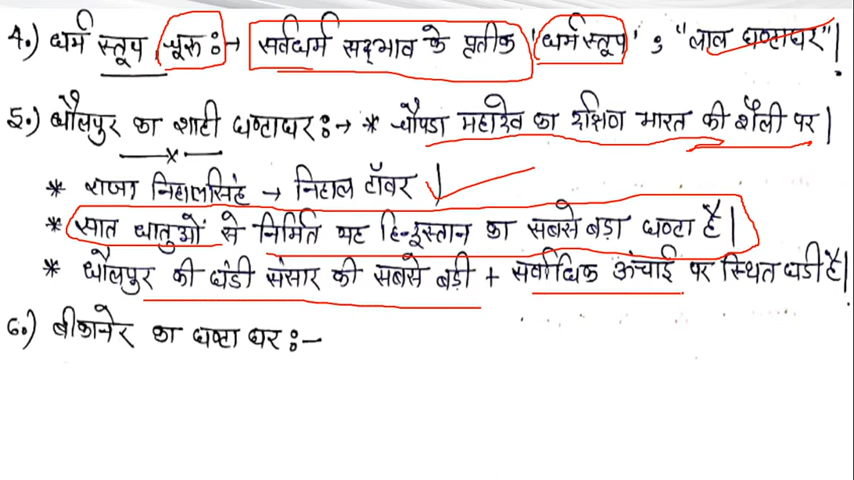 4.) धर्म स्तूप चूरू :→ सर्वधर्म सद्भाव के प्रतीक 'धर्मस्तूप' ; "लाल घण्टाघर" |
5.) धौलपुर का शाही घण्टाघर :→ * चौपडा महादेव का दक्षिण भारत की शैली पर |
* राजा निहालसिंह → निहाल टॉवर |
* सात धातुओं से निर्मित यह हिन्दुस्तान का सबसे बड़ा घण्टा है |
* धौलपुर की घंडी संसार की सबसे बड़ी + सर्वाधिक ऊंचाई पर स्थित घडी है |
6.) बीकानेर का घण्टा घर :-